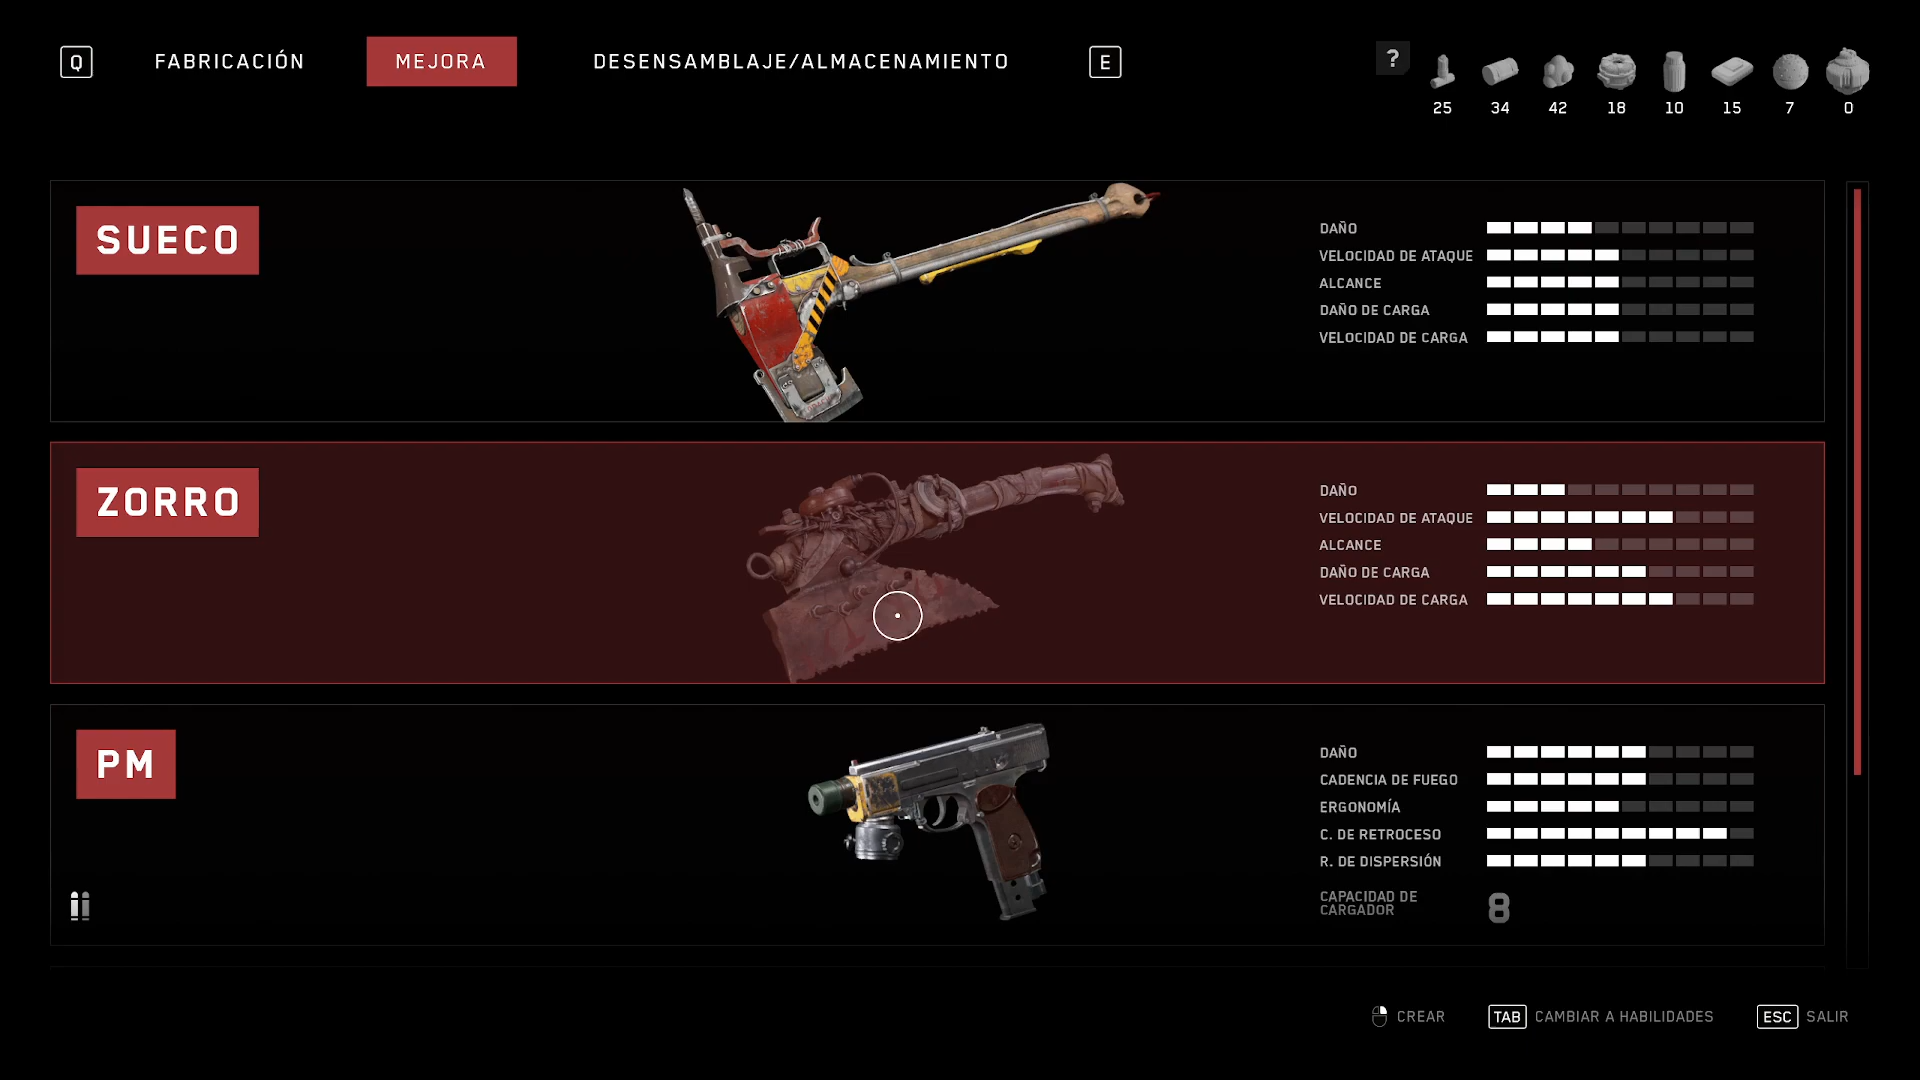 Q FABRICACIÓN MEJORA DESENSAMBLAJE/ALMACENAMIENTO E ?
25 34 42 18 10 15 7 0
SUECO
DAÑO
VELOCIDAD DE ATAQUE
ALCANCE
DAÑO DE CARGA
VELOCIDAD DE CARGA
ZORRO
DAÑO
VELOCIDAD DE ATAQUE
ALCANCE
DAÑO DE CARGA
VELOCIDAD DE CARGA
PM
DAÑO
CADENCIA DE FUEGO
ERGONOMÍA
C. DE RETROCESO
R. DE DISPERSIÓN
CAPACIDAD DE
CARGADOR
8
CREAR TAB CAMBIAR A HABILIDADES ESC SALIR